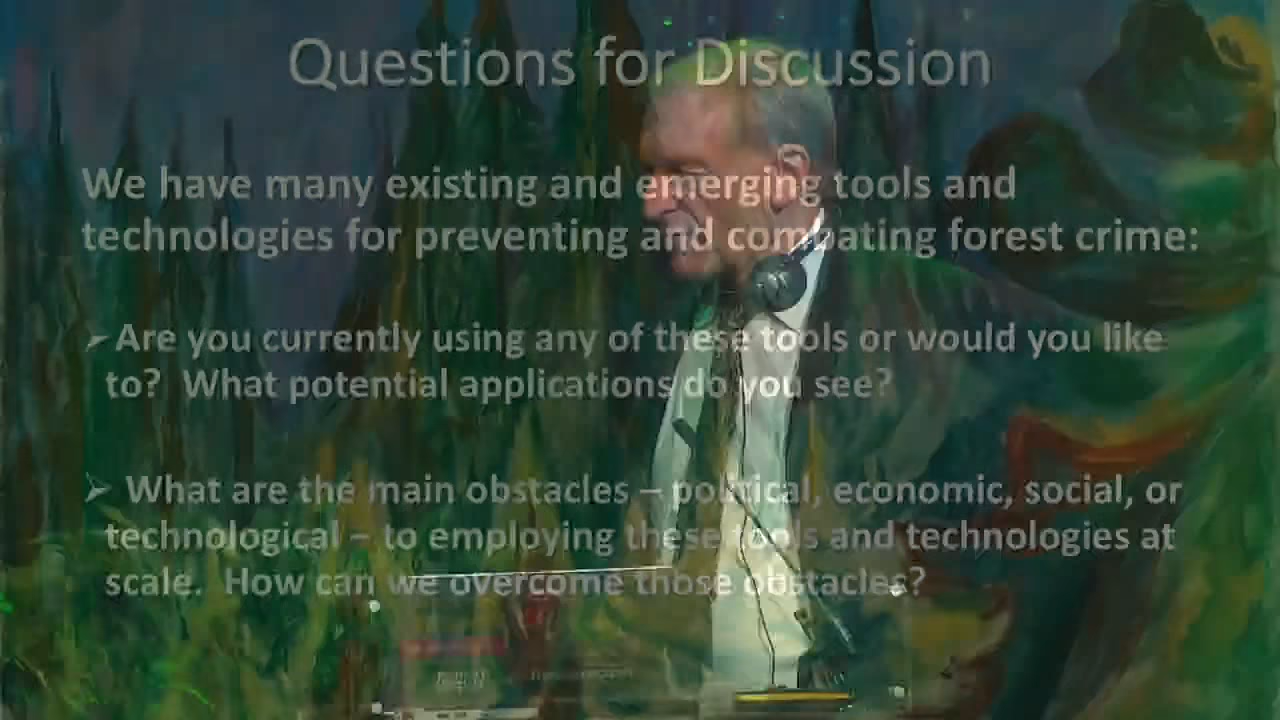 Questions for Discussion
We have many existing and emerging tools and
technologies for preventing and combating forest crime:
➢ Are you currently using any of these tools or would you like
to?  What potential applications do you see?
➢ What are the main obstacles – political, economic, social, or
technological – to employing these tools and technologies at
scale.  How can we overcome those obstacles?